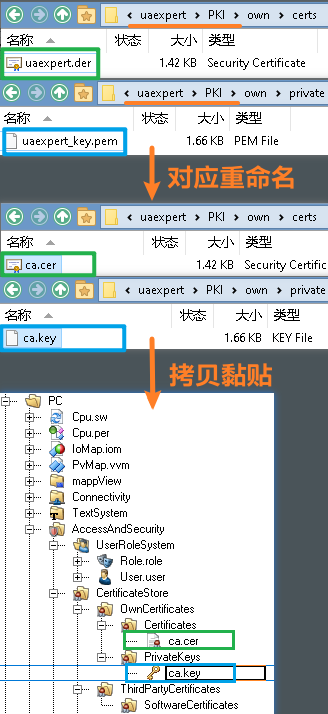 uaexpert PKI own certs
名称 状态 大小 类型
uaexpert.der 1.42 KB Security Certificate
uaexpert PKI own private
名称 状态 大小 类型
uaexpert_key.pem 1.66 KB PEM File
对应重命名
uaexpert PKI own certs
名称 状态 大小 类型
ca.cer 1.42 KB Security Certific
uaexpert PKI own private
名称 状态 大小 类型
ca.key 1.66 KB KEY File
拷贝黏贴
PC
Cpu.sw
Cpu.per
IoMap.iom
PvMap.vvm
mappView
Connectivity
TextSystem
AccessAndSecurity
UserRoleSystem
Role.role
User.user
CertificateStore
OwnCertificates
Certificates
ca.cer
PrivateKeys
ca.key
ThirdPartyCertificates
SoftwareCertificates